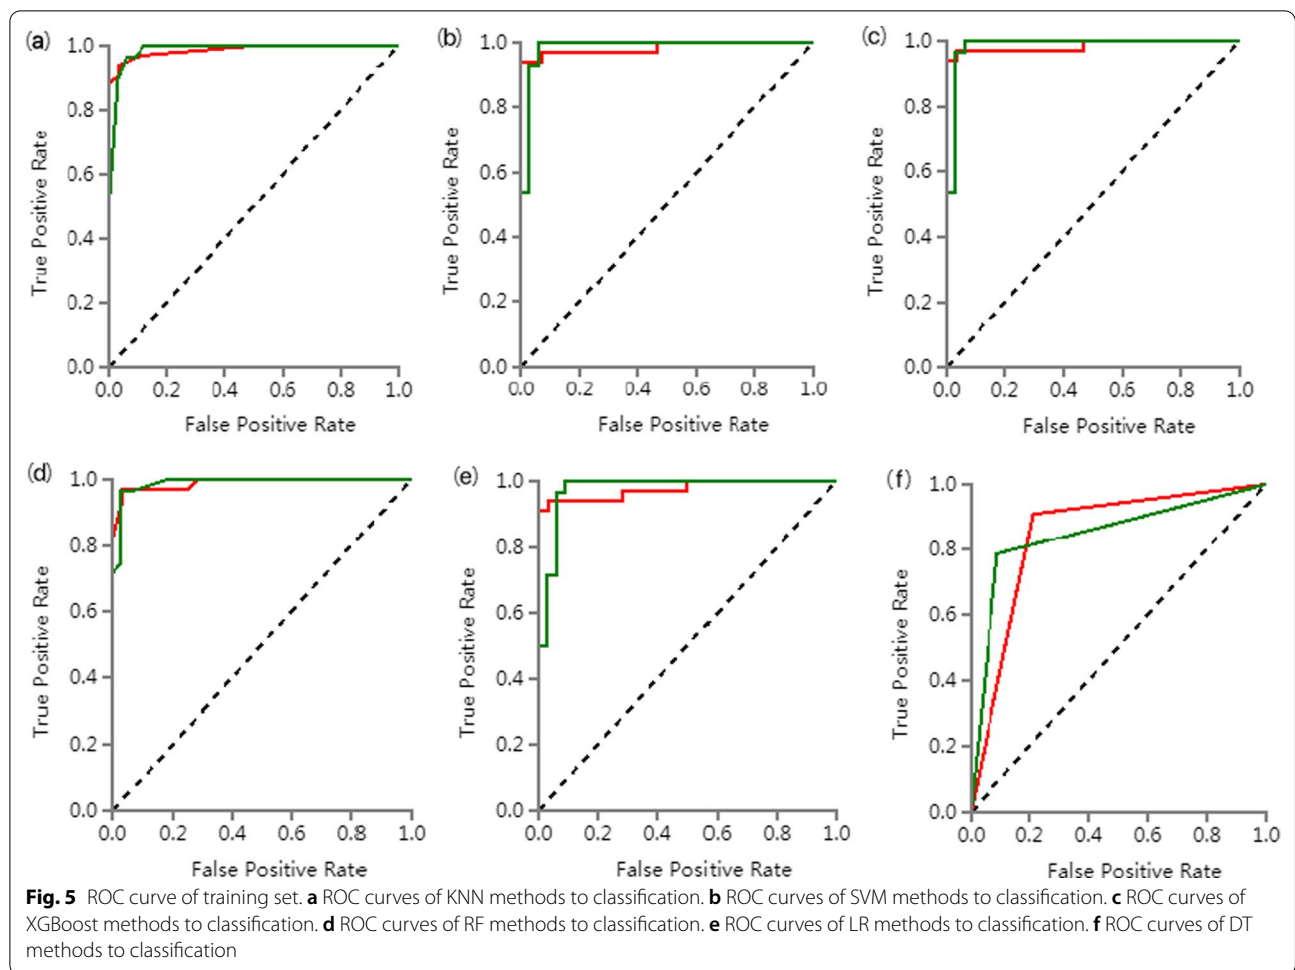 (a)
1.0
0.8
0.6
0.4
0.2
0.0
True Positive Rate
0.0 0.2 0.4 0.6 0.8 1.0
False Positive Rate
(b)
1.0
0.8
0.6
0.4
0.2
0.0
True Positive Rate
0.0 0.2 0.4 0.6 0.8 1.0
False Positive Rate
(c)
1.0
0.8
0.6
0.4
0.2
0.0
True Positive Rate
0.0 0.2 0.4 0.6 0.8 1.0
False Positive Rate
(d)
1.0
0.8
0.6
0.4
0.2
0.0
True Positive Rate
0.0 0.2 0.4 0.6 0.8 1.0
False Positive Rate
(e)
1.0
0.8
0.6
0.4
0.2
0.0
True Positive Rate
0.0 0.2 0.4 0.6 0.8 1.0
False Positive Rate
(f)
1.0
0.8
0.6
0.4
0.2
0.0
True Positive Rate
0.0 0.2 0.4 0.6 0.8 1.0
False Positive Rate
Fig. 5 ROC curve of training set. a ROC curves of KNN methods to classification. b ROC curves of SVM methods to classification. c ROC curves of
XGBoost methods to classification. d ROC curves of RF methods to classification. e ROC curves of LR methods to classification. f ROC curves of DT
methods to classification